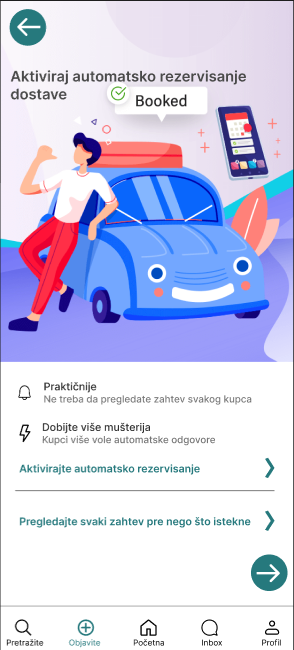 Aktiviraj automatsko rezervisanje
dostave
Booked
Praktičnije
Ne treba da pregledate zahtev svakog kupca
Dobijte više mušterija
Kupci više vole automatske odgovore
Aktivirajte automatsko rezervisanje
Pregledajte svaki zahtev pre nego što istekne
Pretražite
Objavite
Početna
Inbox
Profil